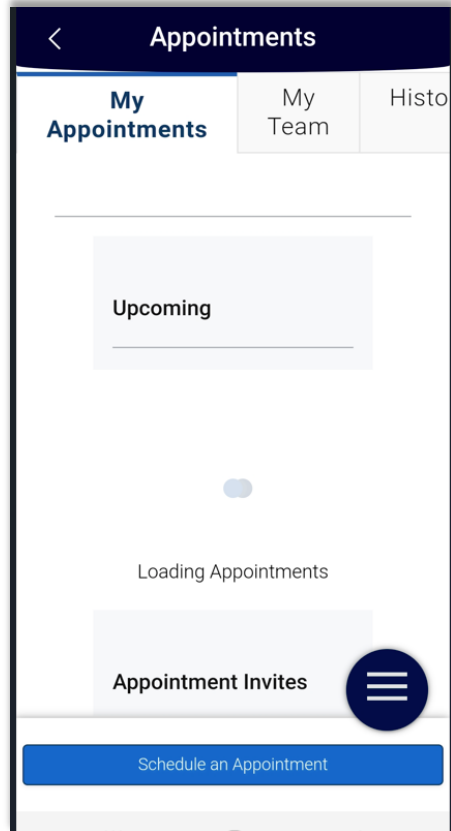 Appointments
My
Appointments
My
Team
Histo
Upcoming
Loading Appointments
Appointment Invites
Schedule an Appointment